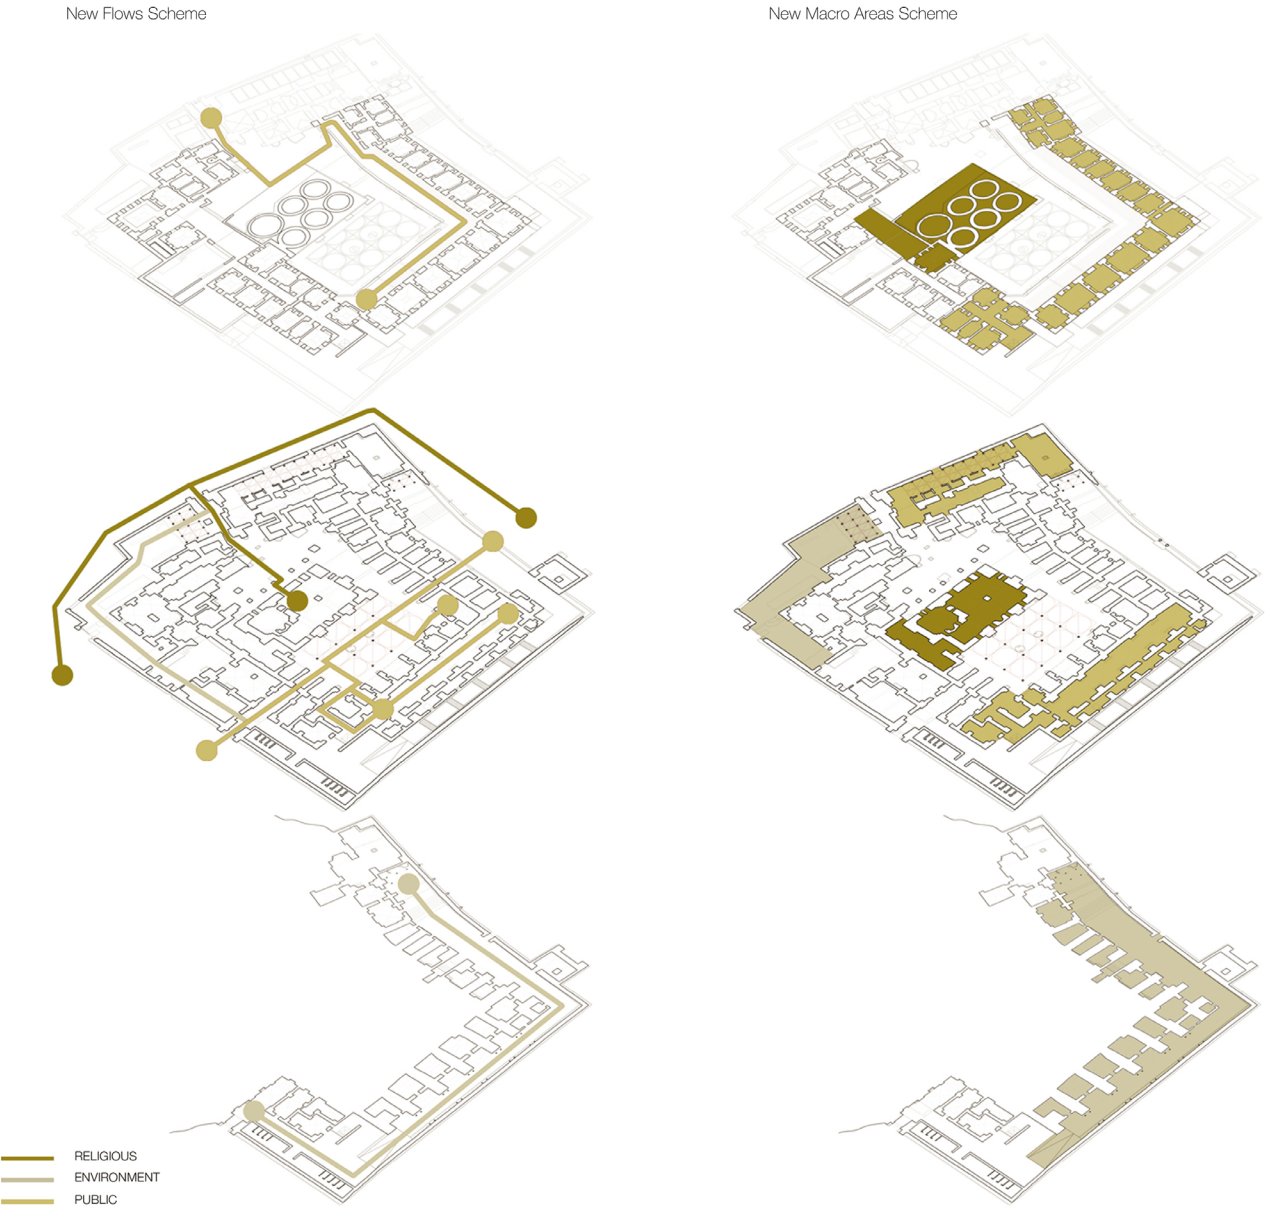 New Flows Scheme
New Macro Areas Scheme
RELIGIOUS
ENVIRONMENT
PUBLIC